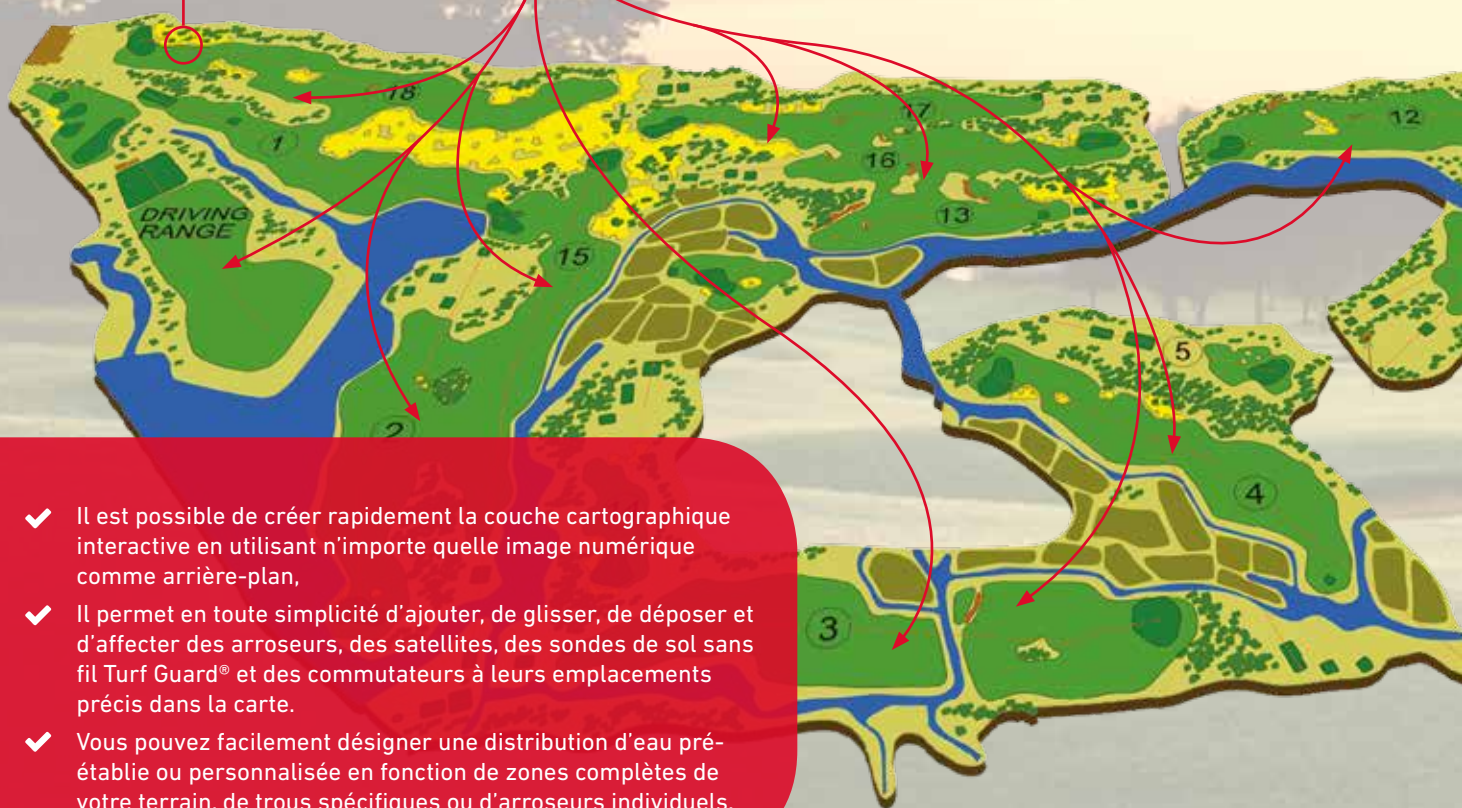 18
17
12
1
16
13
DRIVING
RANGE
15
5
2
4
3
✔ Il est possible de créer rapidement la couche cartographique
interactive en utilisant n’importe quelle image numérique
comme arrière-plan,
✔ Il permet en toute simplicité d’ajouter, de glisser, de déposer et
d’affecter des arroseurs, des satellites, des sondes de sol sans
fil Turf Guard® et des commutateurs à leurs emplacements
précis dans la carte.
✔ Vous pouvez facilement désigner une distribution d’eau pré-
établie ou personnalisée en fonction de zones complètes de
votre terrain, de trous spécifiques ou d’arroseurs individuels.